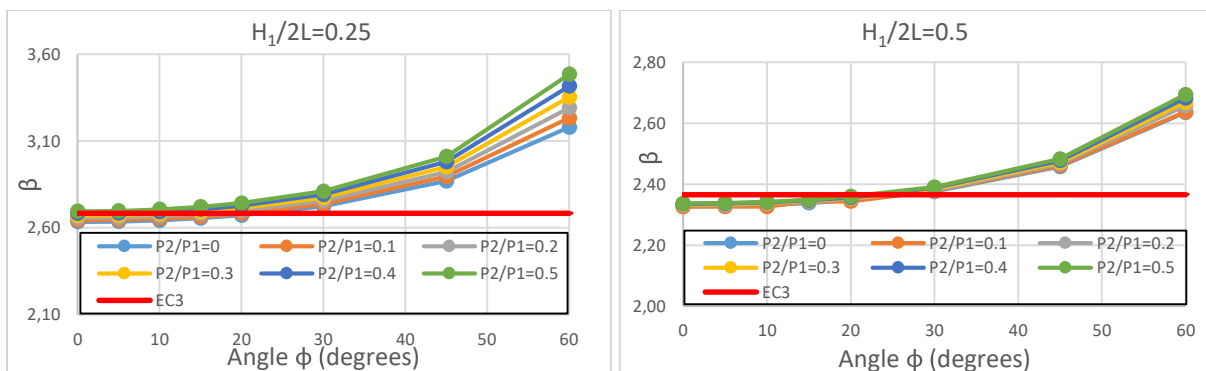 H₁/2L=0.25
3,60
3,10
2,60
2,10
β
P2/P1=0 P2/P1=0.1 P2/P1=0.2
P2/P1=0.3 P2/P1=0.4 P2/P1=0.5
EC3
0 10 20 30 40 50 60
Angle ϕ (degrees)
H₁/2L=0.5
2,80
2,60
2,40
2,20
2,00
β
P2/P1=0 P2/P1=0.1 P2/P1=0.2
P2/P1=0.3 P2/P1=0.4 P2/P1=0.5
EC3
0 10 20 30 40 50 60
Angle ϕ (degrees)